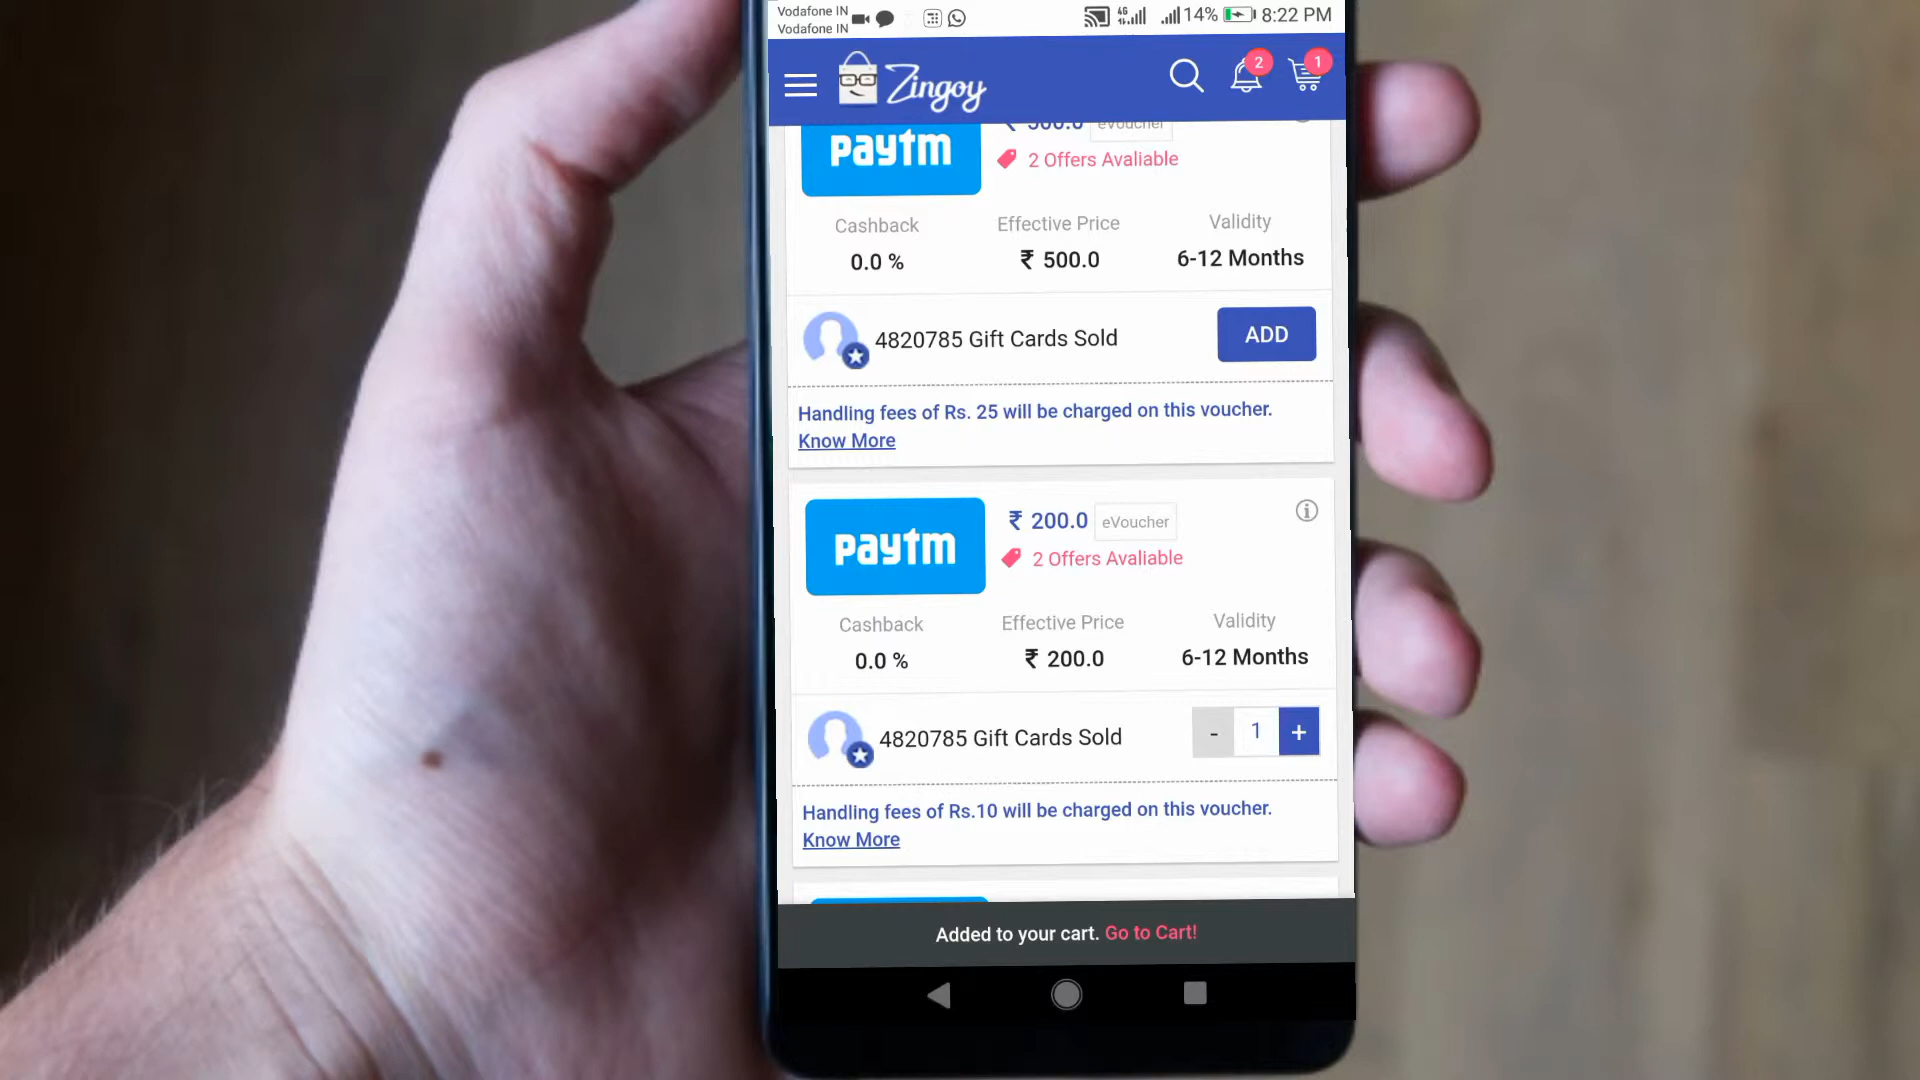 Vodafone IN
Vodafone IN
4G
14%
8:22 PM
Zingoy
2
1
paytm
₹ 500.0
eVoucher
2 Offers Avaliable
Cashback
Effective Price
Validity
0.0 %
₹ 500.0
6-12 Months
4820785 Gift Cards Sold
ADD
Handling fees of Rs. 25 will be charged on this voucher.
Know More
paytm
₹ 200.0
eVoucher
2 Offers Avaliable
Cashback
Effective Price
Validity
0.0 %
₹ 200.0
6-12 Months
4820785 Gift Cards Sold
- 1 +
Handling fees of Rs.10 will be charged on this voucher.
Know More
Added to your cart. Go to Cart!